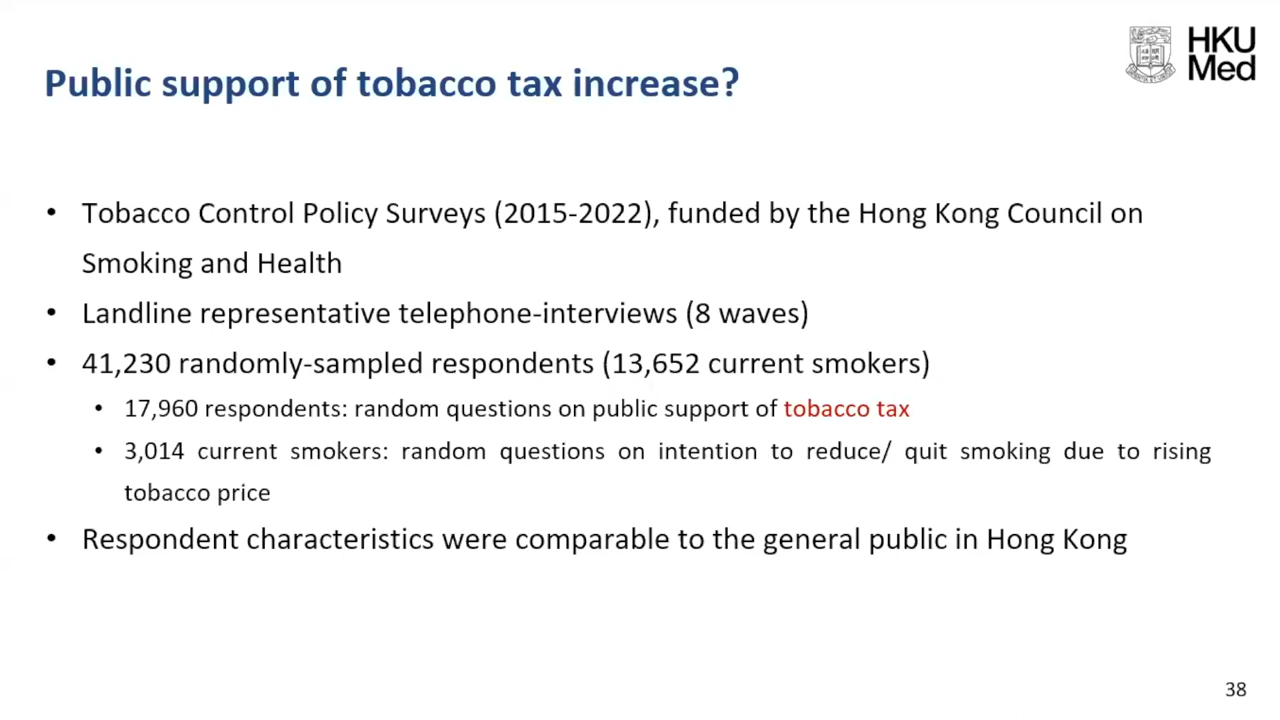 HKU
Med
Public support of tobacco tax increase?
• Tobacco Control Policy Surveys (2015-2022), funded by the Hong Kong Council on
Smoking and Health
• Landline representative telephone-interviews (8 waves)
• 41,230 randomly-sampled respondents (13,652 current smokers)
• 17,960 respondents: random questions on public support of tobacco tax
• 3,014 current smokers: random questions on intention to reduce/ quit smoking due to rising
tobacco price
• Respondent characteristics were comparable to the general public in Hong Kong
38